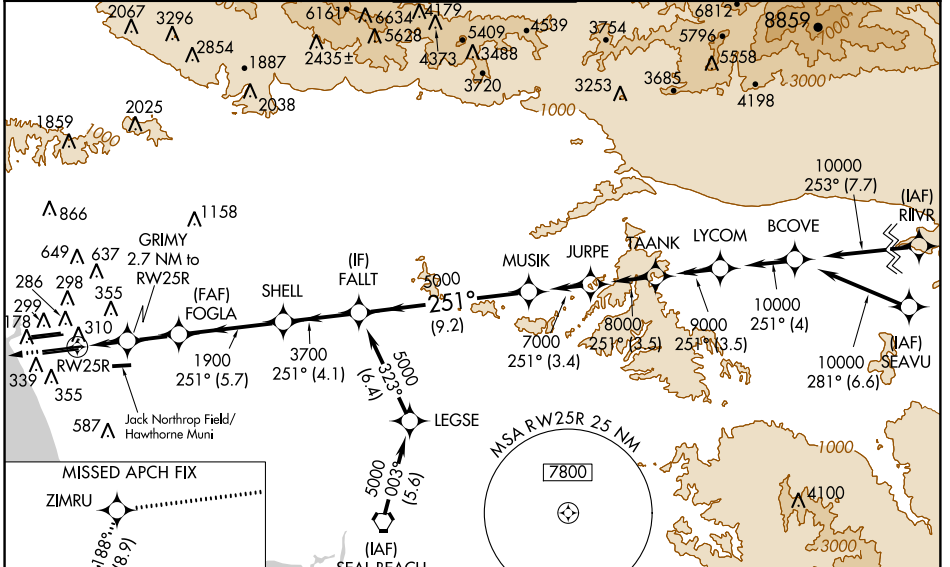 2067
3296
2854
1887
2038
6161
6634
4179
5628
2435±
4373
5409
3488
3720
4539
3754
6812
5796
5558
3253
3685
8859
4198
3000
1000
1859
1000
2025
866
1158
649
637
286
298
355
299
178
310
339
355
587
GRIMY
2.7 NM to
RW25R
RW25R
Jack Northrop Field/
Hawthorne Muni
(FAF)
FOGLA
1900
251° (5.7)
SHELL
3700
251° (4.1)
(IF)
FALLT
5000
251°
(9.2)
MUSIK
7000
251° (3.4)
JURPE
8000
251° (3.5)
TAANK
9000
251° (3.5)
LYCOM
10000
251° (4)
BCOVE
10000
253° (7.7)
(IAF)
RIIVR
10000
281° (6.6)
(IAF)
SEAVU
5000
323°
(6.4)
LEGSE
5000
003°
(5.6)
(IAF)
SEAL BEACH
MSA RW25R 25 NM
7800
1000
4100
3000
MISSED APCH FIX
ZIMRU
188°